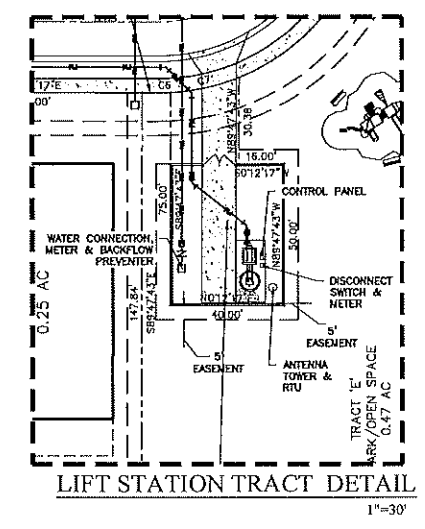 17"E
C6
C7
00'
N89°47'43"W
30.38'
16.00'
S0°12'17"W
75.00'
S89°47'43"E
CONTROL PANEL
WATER CONNECTION,
METER & BACKFLOW
PREVENTER
N89°47'43"W
50.00'
DISCONNECT
SWITCH &
METER
0.25 AC
147.84'
S89°47'43"E
N0°12'17"E
40.00'
5'
EASEMENT
5'
EASEMENT
ANTENNA
TOWER &
RTU
TRACT 'E'
ARK/OPEN SPACE
0.47 AC
LIFT STATION TRACT DETAIL
1"=30'